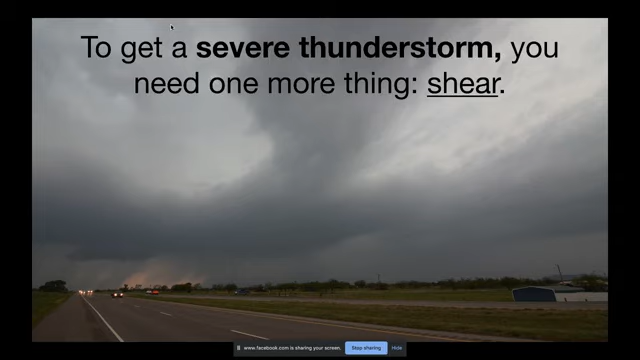 To get a severe thunderstorm, you
need one more thing: shear.
www.facebook.com is sharing your screen.
Stop sharing
Hide